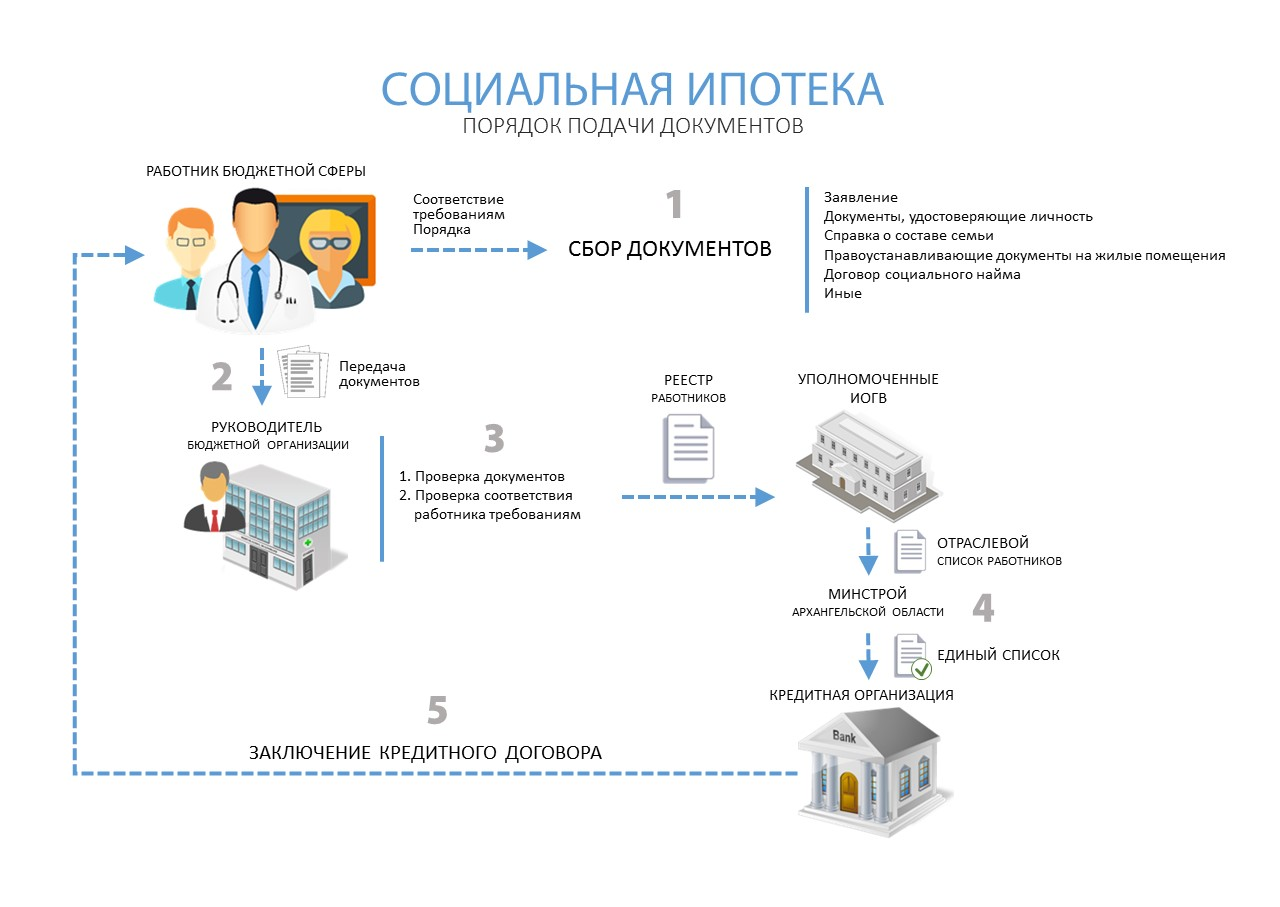 СОЦИАЛЬНАЯ ИПОТЕКА
ПОРЯДОК ПОДАЧИ ДОКУМЕНТОВ
РАБОТНИК БЮДЖЕТНОЙ СФЕРЫ
Соответствие
требованиям
Порядка
1
СБОР ДОКУМЕНТОВ
Заявление
Документы, удостоверяющие личность
Справка о составе семьи
Правоустанавливающие документы на жилые помещения
Договор социального найма
Иные
2
Передача
документов
РУКОВОДИТЕЛЬ
БЮДЖЕТНОЙ ОРГАНИЗАЦИИ
3
1. Проверка документов
2. Проверка соответствия
работника требованиям
РЕЕСТР
РАБОТНИКОВ
УПОЛНОМОЧЕННЫЕ
ИОГВ
ОТРАСЛЕВОЙ
СПИСОК РАБОТНИКОВ
МИНСТРОЙ
АРХАНГЕЛЬСКОЙ ОБЛАСТИ
4
ЕДИНЫЙ СПИСОК
КРЕДИТНАЯ ОРГАНИЗАЦИЯ
Bank
5
ЗАКЛЮЧЕНИЕ КРЕДИТНОГО ДОГОВОРА